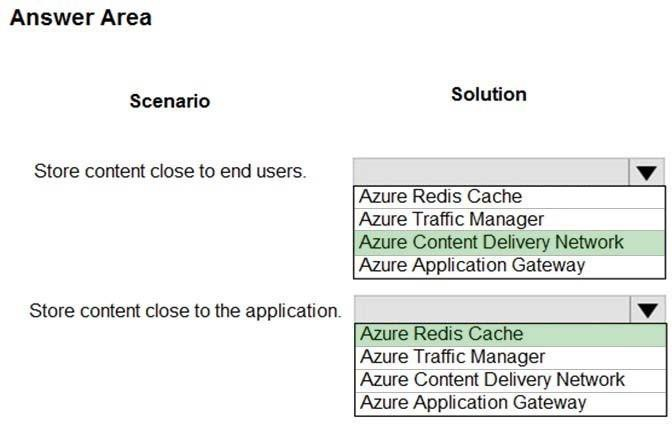 Answer Area
Scenario
Solution
Store content close to end users.
Azure Redis Cache
Azure Traffic Manager
Azure Content Delivery Network
Azure Application Gateway
Store content close to the application.
Azure Redis Cache
Azure Traffic Manager
Azure Content Delivery Network
Azure Application Gateway